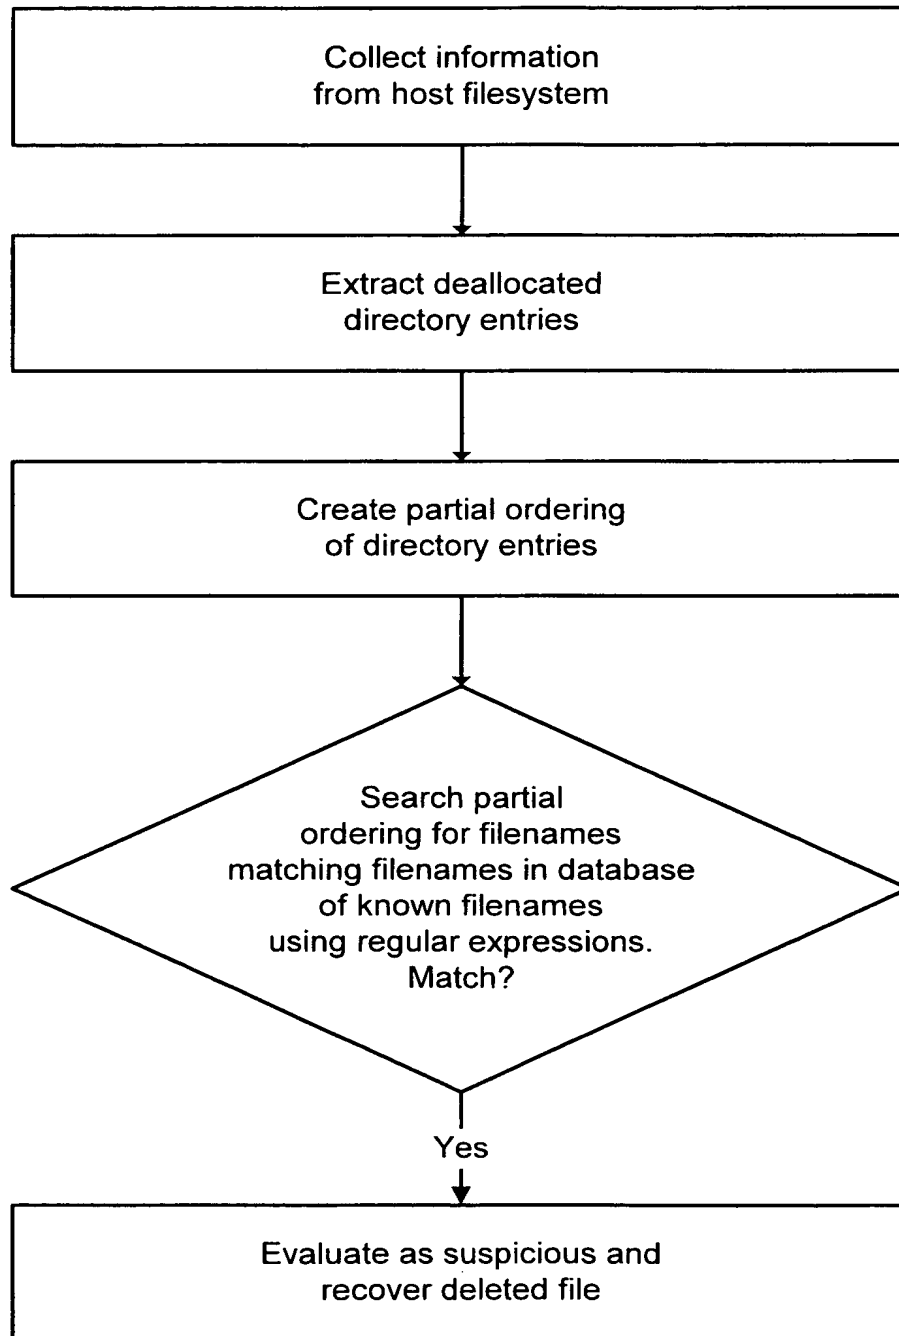 Collect information
from host filesystem
Extract deallocated
directory entries
Create partial ordering
of directory entries
Search partial
ordering for filenames
matching filenames in database
of known filenames
using regular expressions.
Match?
Yes
Evaluate as suspicious and
recover deleted file